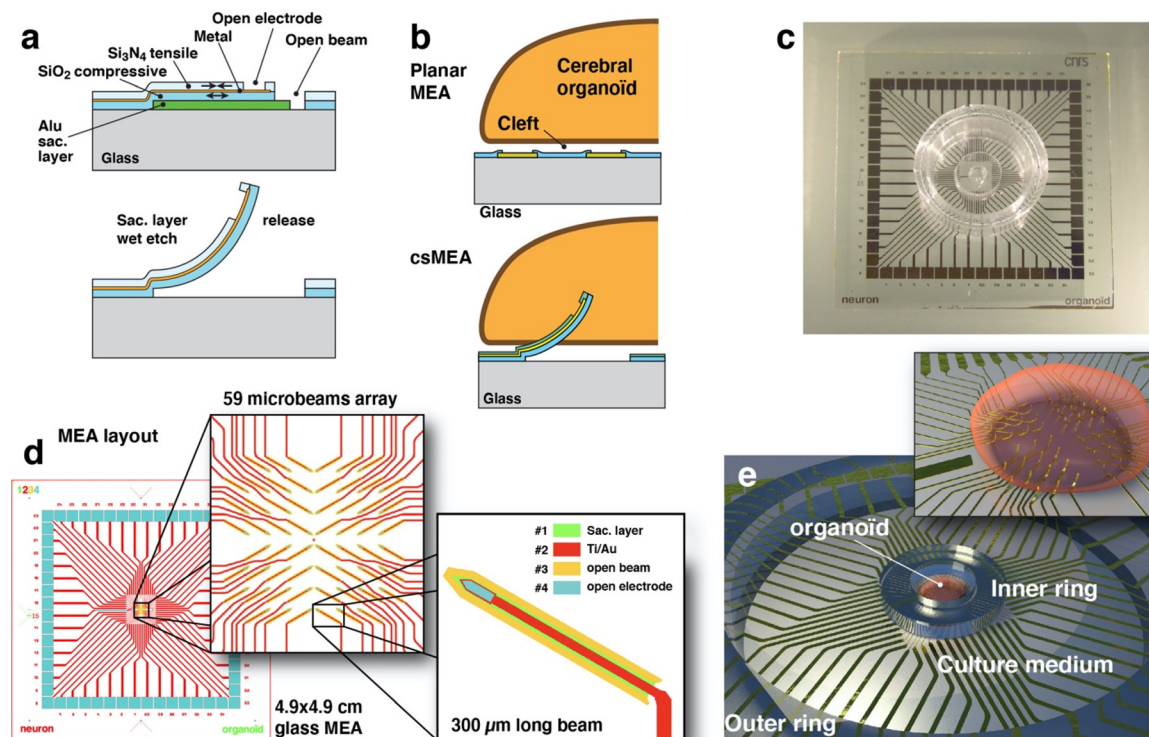 a
Open electrode
Metal
Open beam
Si3N4 tensile
SiO2 compressive
Alu
sac.
layer
Glass
Sac. layer
wet etch
release
b
Planar
MEA
Cerebral
organoïd
Cleft
Glass
csMEA
Glass
c
cnrs
neuron
organoïd
d
MEA layout
1234
neuron
organoïd
4.9x4.9 cm
glass MEA
59 microbeams array
#1 Sac. layer
#2 Ti/Au
#3 open beam
#4 open electrode
300 µm long beam
e
organoïd
Inner ring
Culture medium
Outer ring